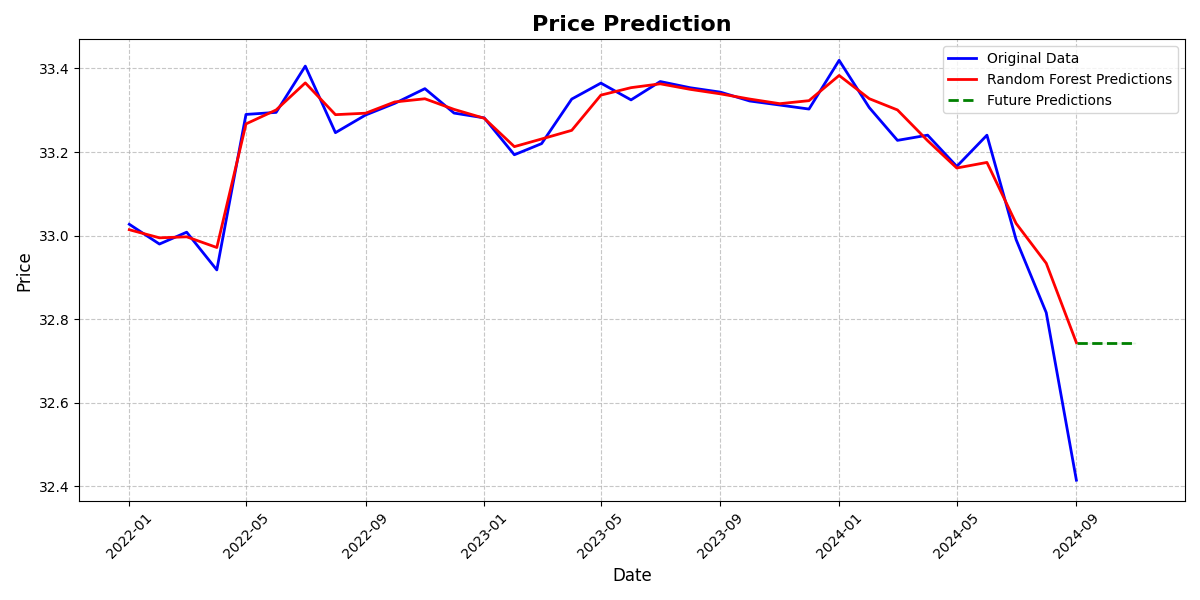 Price Prediction
Original Data
Random Forest Predictions
Future Predictions
Price
33.4
33.2
33.0
32.8
32.6
32.4
2022-01
2022-05
2022-09
2023-01
2023-05
2023-09
2024-01
2024-05
2024-09
Date